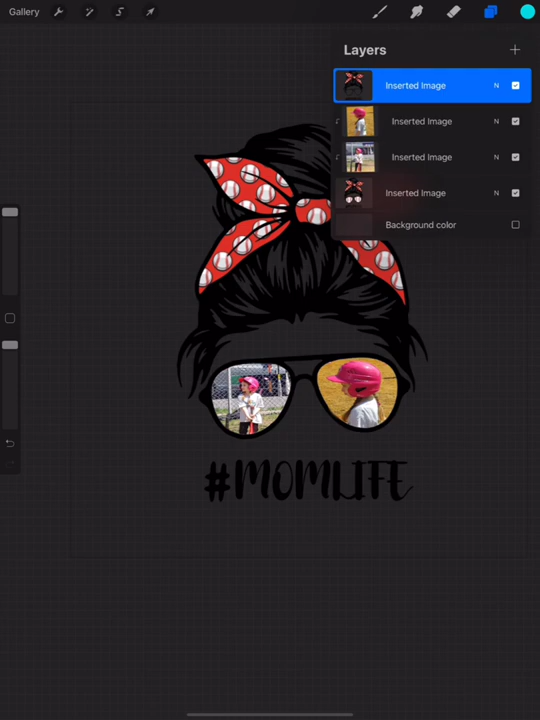 Gallery
Layers
Inserted Image N
Inserted Image N
Inserted Image N
Inserted Image N
Background color
#MOMLIFE